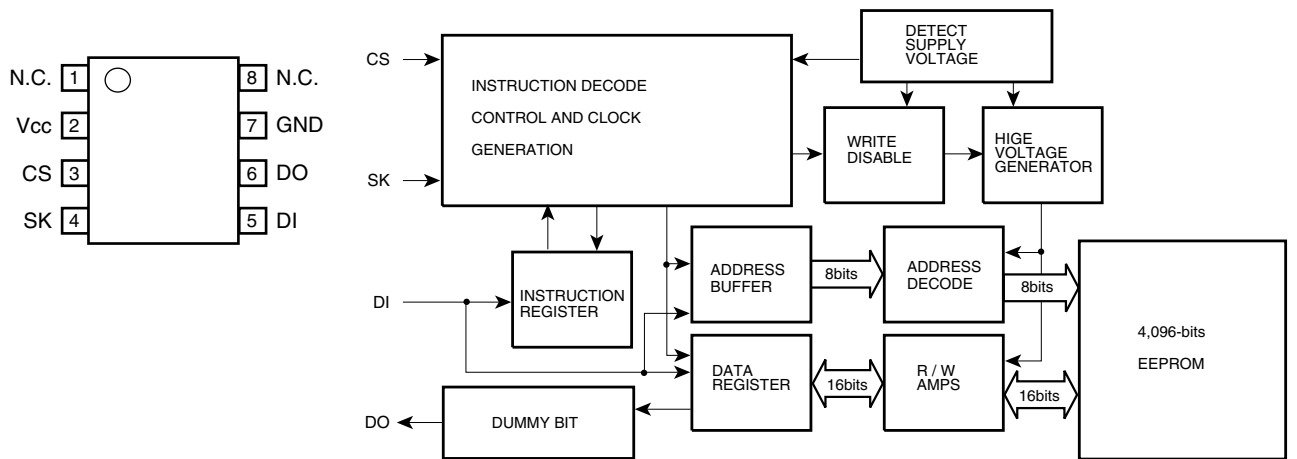 N.C. 1 8 N.C.
Vcc 2 7 GND
CS 3 6 DO
SK 4 5 DI
CS
SK
DI
DO
INSTRUCTION DECODE
CONTROL AND CLOCK
GENERATION
DETECT
SUPPLY
VOLTAGE
WRITE
DISABLE
HIGE
VOLTAGE
GENERATOR
INSTRUCTION
REGISTER
ADDRESS
BUFFER
8bits
ADDRESS
DECODE
8bits
DATA
REGISTER
16bits
R / W
AMPS
16bits
4,096-bits
EEPROM
DUMMY BIT